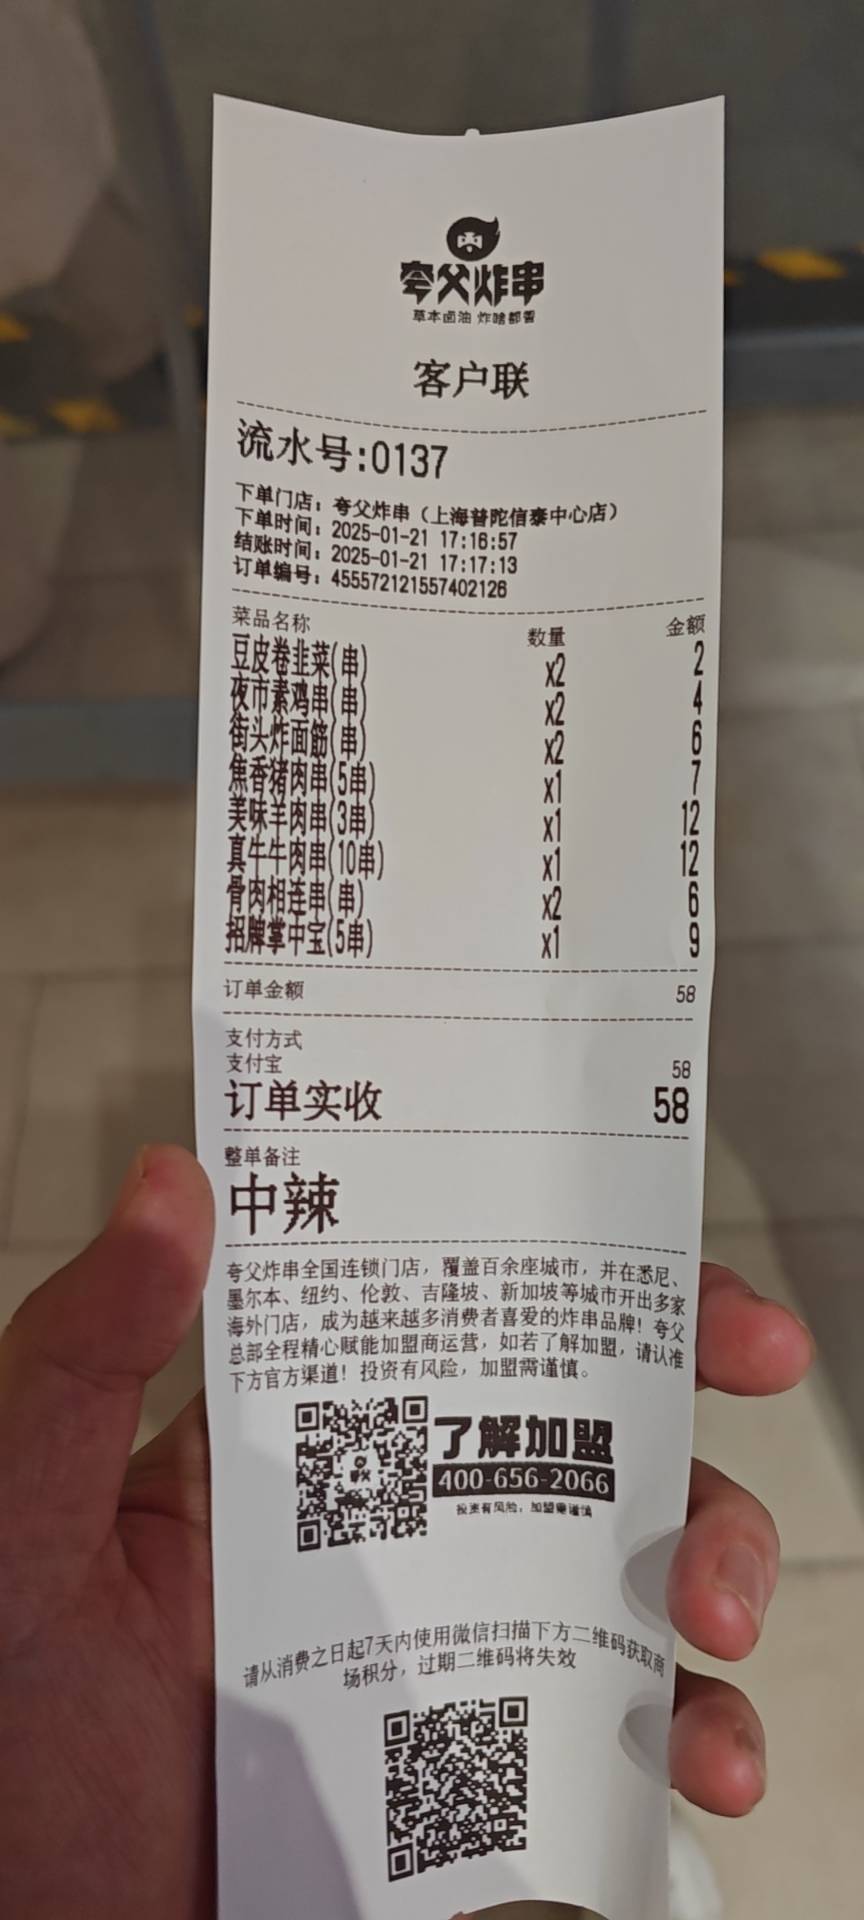 夸父炸串
草本卤油 炸啥都香
客户联
流水号:0137
下单门店：夸父炸串（上海普陀信泰中心店）
下单时间：2025-01-21 17:16:57
结账时间：2025-01-21 17:17:13
订单编号：455572121557402126
菜品名称 数量 金额
豆皮卷韭菜(串) x2 2
夜市素鸡串(串) x2 4
街头炸面筋(串) x2 6
焦香猪肉串(5串) x1 7
美味羊肉串(3串) x1 12
真牛牛肉串(10串) x1 12
骨肉相连串(串) x2 6
招牌掌中宝(5串) x1 9
订单金额 58
支付方式
支付宝 58
订单实收 58
整单备注
中辣
夸父炸串全国连锁门店，覆盖百余座城市，并在悉尼、
墨尔本、纽约、伦敦、吉隆坡、新加坡等城市开出多家
海外门店，成为越来越多消费者喜爱的炸串品牌！夸父
总部全程精心赋能加盟商运营，如若了解加盟，请认准
下方官方渠道！投资有风险，加盟需谨慎。
了解加盟
400-656-2066
投资有风险，加盟需谨慎
请从消费之日起7天内使用微信扫描下方二维码获取商
场积分，过期二维码将失效